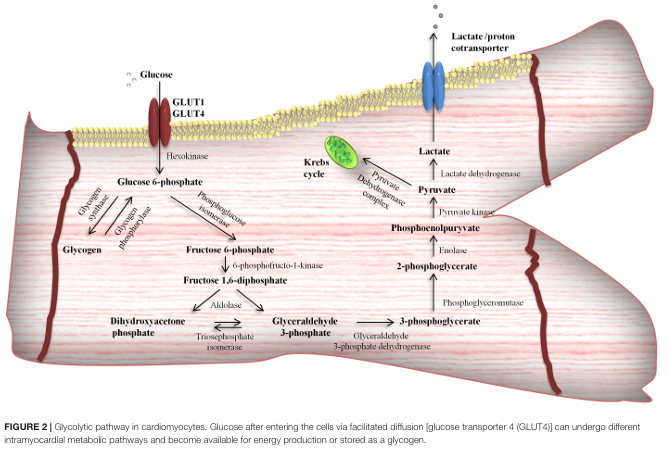 Lactate/proton
cotransporter
Glucose
GLUT1
GLUT4
Hexokinase
Glucose 6-phosphate
Glycogen
synthase
Glycogen
phosphorylase
Phosphoglucose
isomerase
Glycogen
Fructose 6-phosphate
6-phosphofructo-1-kinase
Fructose 1,6-diphosphate
Aldolase
Dihydroxyacetone
phosphate
Triosephosphate
isomerase
Glyceraldehyde
3-phosphate
Glyceraldehyde
3-phosphate dehydrogenase
3-phosphoglycerate
Phosphoglyceromutase
2-phosphoglycerate
Enolase
Phosphoenolpuryvate
Pyruvate kinase
Pyruvate
Pyruvate
Dehydrogenase
complex
Krebs
cycle
Lactate dehydrogenase
Lactate
FIGURE 2 | Glycolytic pathway in cardiomyocytes. Glucose after entering the cells via facilitated diffusion [glucose transporter 4 (GLUT4)] can undergo different
intramyocardial metabolic pathways and become available for energy production or stored as a glycogen.